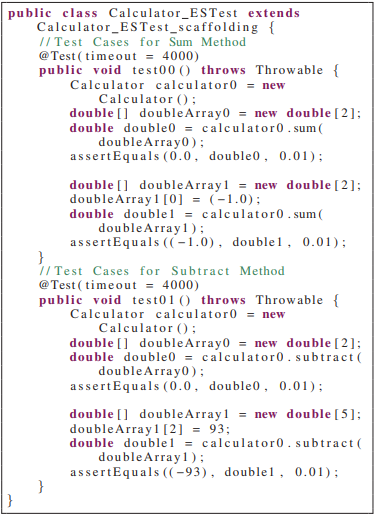 public class Calculator_ESTest extends
Calculator_ESTest_scaffolding {
//Test Cases for Sum Method
@Test(timeout = 4000)
public void test00() throws Throwable {
Calculator calculator0 = new
Calculator();
double[] doubleArray0 = new double[2];
double double0 = calculator0.sum(
doubleArray0);
assertEquals(0.0, double0, 0.01);
double[] doubleArray1 = new double[2];
doubleArray1[0] = (-1.0);
double double1 = calculator0.sum(
doubleArray1);
assertEquals((-1.0), double1, 0.01);
}
//Test Cases for Subtract Method
@Test(timeout = 4000)
public void test01() throws Throwable {
Calculator calculator0 = new
Calculator();
double[] doubleArray0 = new double[2];
double double0 = calculator0.subtract(
doubleArray0);
assertEquals(0.0, double0, 0.01);
double[] doubleArray1 = new double[5];
doubleArray1[2] = 93;
double double1 = calculator0.subtract(
doubleArray1);
assertEquals((-93), double1, 0.01);
}
}